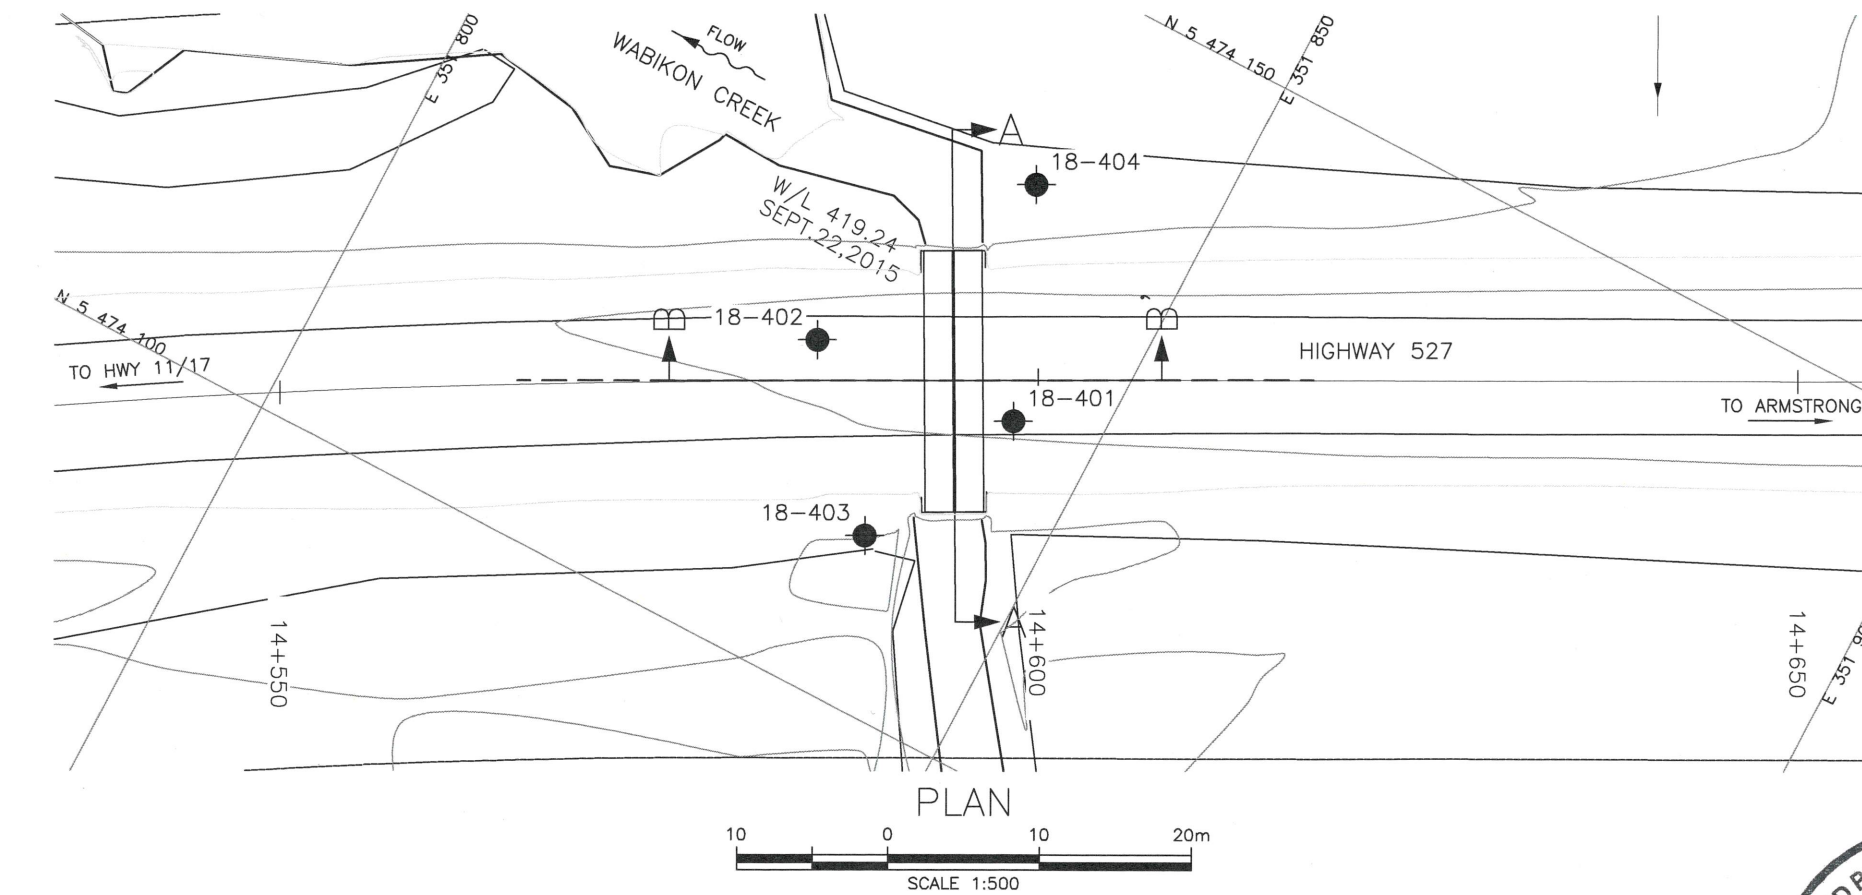 E 351 800
FLOW
WABIKON CREEK
N 5 474 150
E 351 850
A
18-404
W/L 419.24
SEPT.22,2015
N 5 474 100
B
18-402
B
HIGHWAY 527
TO HWY 11/17
18-401
TO ARMSTRONG
18-403
A
14+550
14+600
14+650
E 351
PLAN
10 0 10 20m
SCALE 1:500